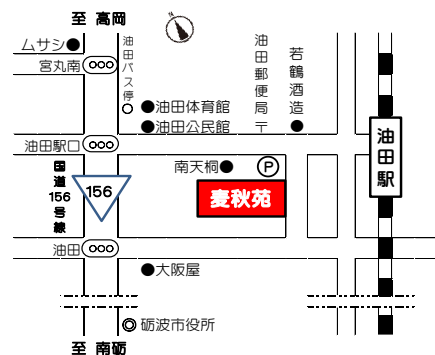 至 高岡
N
ムサシ●
宮丸南
油田バス停
油田郵便局〒
若鶴酒造
●油田体育館
●油田公民館
油田駅口
油田駅
国道156号線
156
南天桐●
P
麦秋苑
油田
●大阪屋
◎砺波市役所
至 南砺